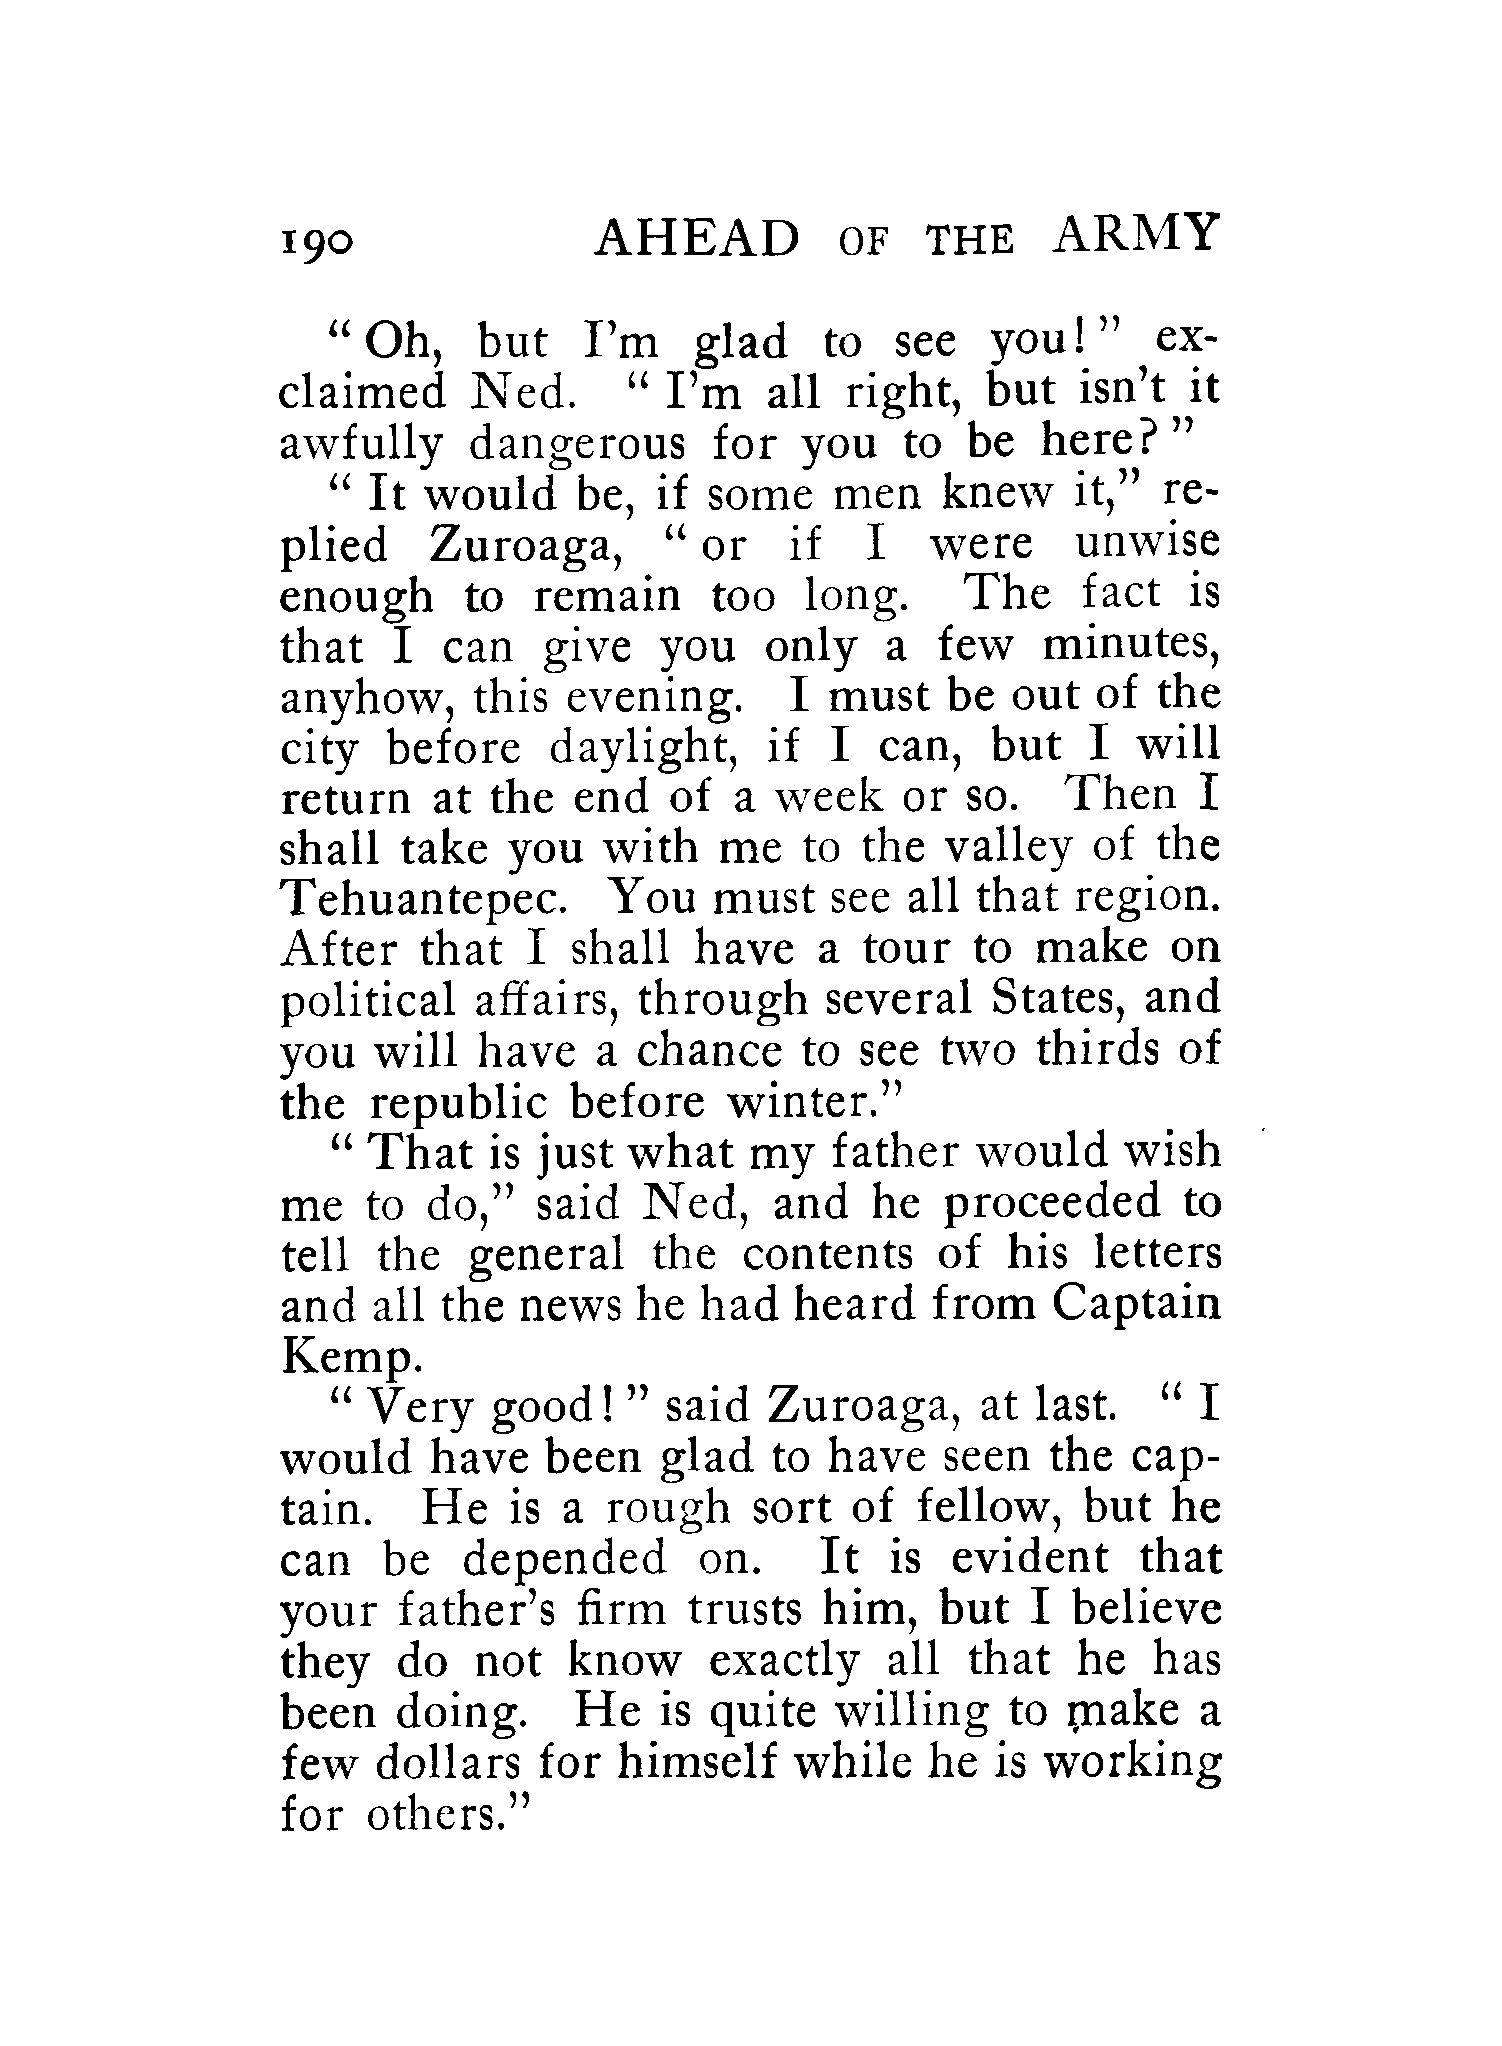 190 AHEAD OF THE ARMY
“ Oh, but I’m glad to see you! ” ex-
claimed Ned. “ I’m all right, but isn’t it
awfully dangerous for you to be here? ”
“ It would be, if some men knew it,” re-
plied Zuroaga, “ or if I were unwise
enough to remain too long. The fact is
that I can give you only a few minutes,
anyhow, this evening. I must be out of the
city before daylight, if I can, but I will
return at the end of a week or so. Then I
shall take you with me to the valley of the
Tehuantepec. You must see all that region.
After that I shall have a tour to make on
political affairs, through several States, and
you will have a chance to see two thirds of
the republic before winter.”
“ That is just what my father would wish
me to do,” said Ned, and he proceeded to
tell the general the contents of his letters
and all the news he had heard from Captain
Kemp.
“ Very good! ” said Zuroaga, at last. “ I
would have been glad to have seen the cap-
tain. He is a rough sort of fellow, but he
can be depended on. It is evident that
your father’s firm trusts him, but I believe
they do not know exactly all that he has
been doing. He is quite willing to make a
few dollars for himself while he is working
for others.”